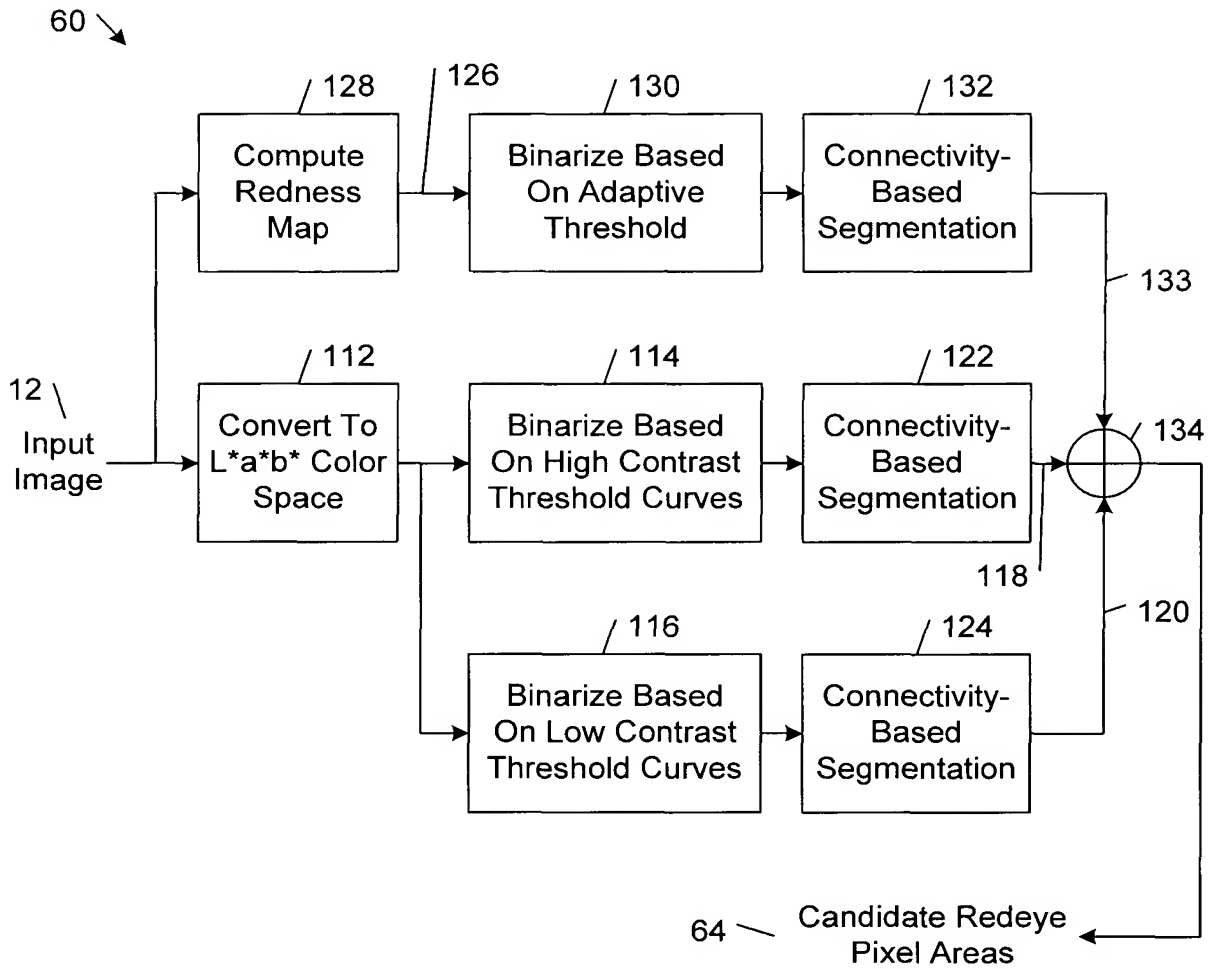 60
128
126
130
132
Compute
Redness
Map
Binarize Based
On Adaptive
Threshold
Connectivity-
Based
Segmentation
133
12
Input
Image
112
114
122
134
Convert To
L*a*b* Color
Space
Binarize Based
On High Contrast
Threshold Curves
Connectivity-
Based
Segmentation
118
120
116
124
Binarize Based
On Low Contrast
Threshold Curves
Connectivity-
Based
Segmentation
64
Candidate Redeye
Pixel Areas